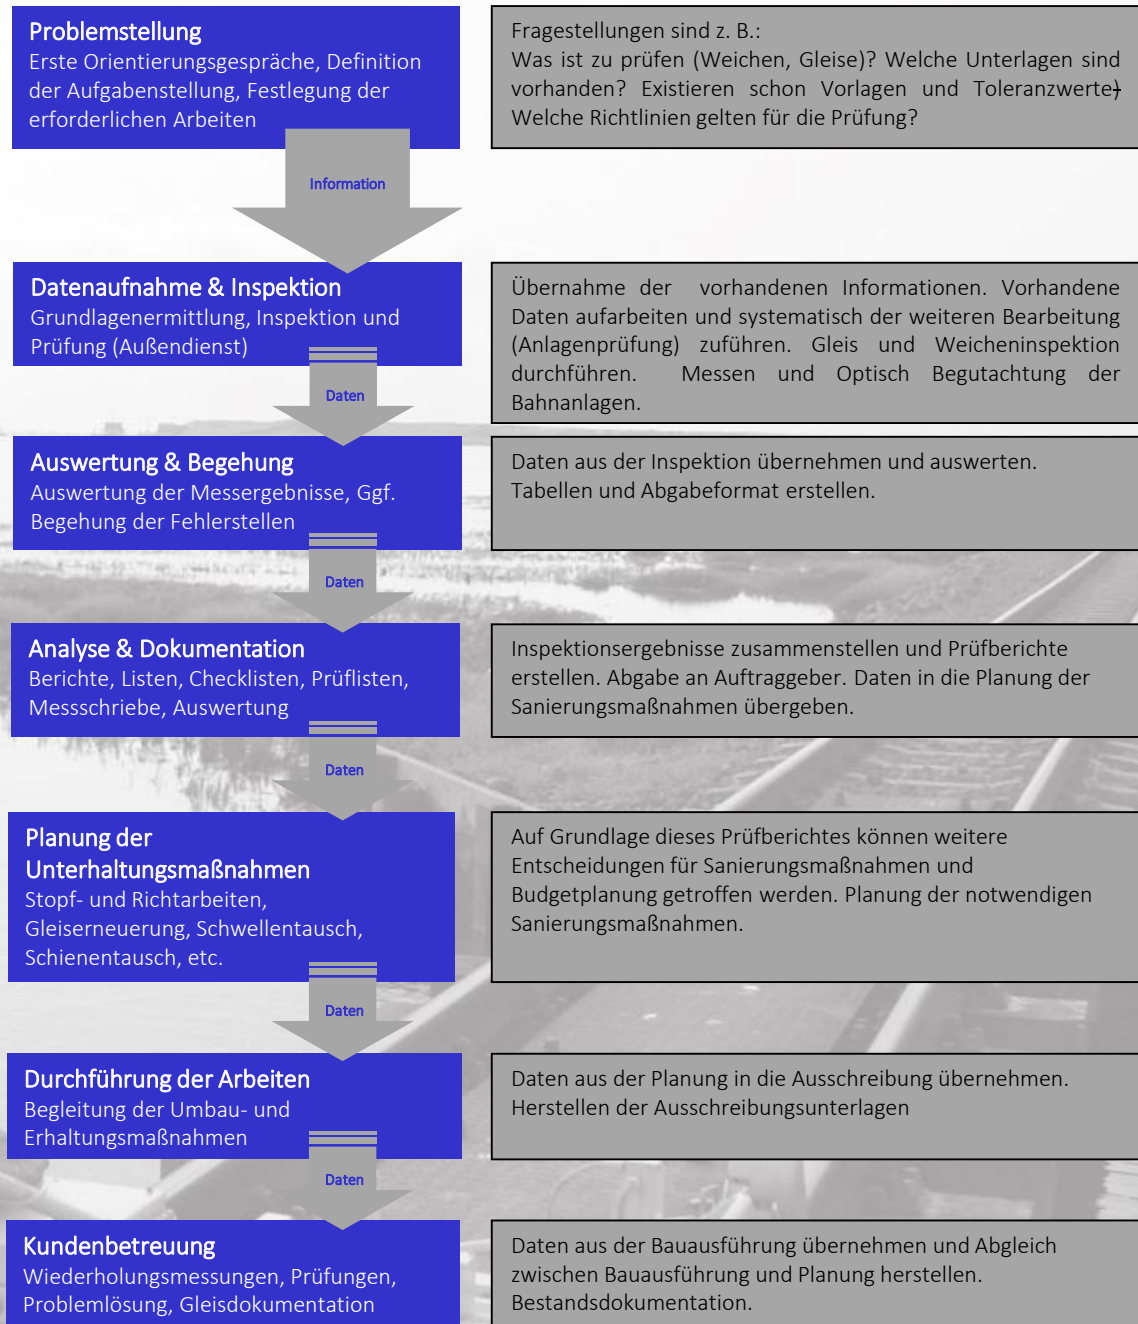 Problemstellung
Erste Orientierungsgespräche, Definition
der Aufgabenstellung, Festlegung der
erforderlichen Arbeiten
Fragestellungen sind z. B.:
Was ist zu prüfen (Weichen, Gleise)? Welche Unterlagen sind
vorhanden? Existieren schon Vorlagen und Toleranzwerte)
Welche Richtlinien gelten für die Prüfung?
Information
Datenaufnahme & Inspektion
Grundlagenermittlung, Inspektion und
Prüfung (Außendienst)
Übernahme der vorhandenen Informationen. Vorhandene
Daten aufarbeiten und systematisch der weiteren Bearbeitung
(Anlagenprüfung) zuführen. Gleis und Weicheninspektion
durchführen. Messen und Optisch Begutachtung der
Bahnanlagen.
Daten
Auswertung & Begehung
Auswertung der Messergebnisse, Ggf.
Begehung der Fehlerstellen
Daten aus der Inspektion übernehmen und auswerten.
Tabellen und Abgabeformat erstellen.
Daten
Analyse & Dokumentation
Berichte, Listen, Checklisten, Prüflisten,
Messschriebe, Auswertung
Inspektionsergebnisse zusammenstellen und Prüfberichte
erstellen. Abgabe an Auftraggeber. Daten in die Planung der
Sanierungsmaßnahmen übergeben.
Daten
Planung der
Unterhaltungsmaßnahmen
Stopf- und Richtarbeiten,
Gleiserneuerung, Schwellentausch,
Schienentausch, etc.
Auf Grundlage dieses Prüfberichtes können weitere
Entscheidungen für Sanierungsmaßnahmen und
Budgetplanung getroffen werden. Planung der notwendigen
Sanierungsmaßnahmen.
Daten
Durchführung der Arbeiten
Begleitung der Umbau- und
Erhaltungsmaßnahmen
Daten aus der Planung in die Ausschreibung übernehmen.
Herstellen der Ausschreibungsunterlagen
Daten
Kundenbetreuung
Wiederholungsmessungen, Prüfungen,
Problemlösung, Gleisdokumentation
Daten aus der Bauausführung übernehmen und Abgleich
zwischen Bauausführung und Planung herstellen.
Bestandsdokumentation.